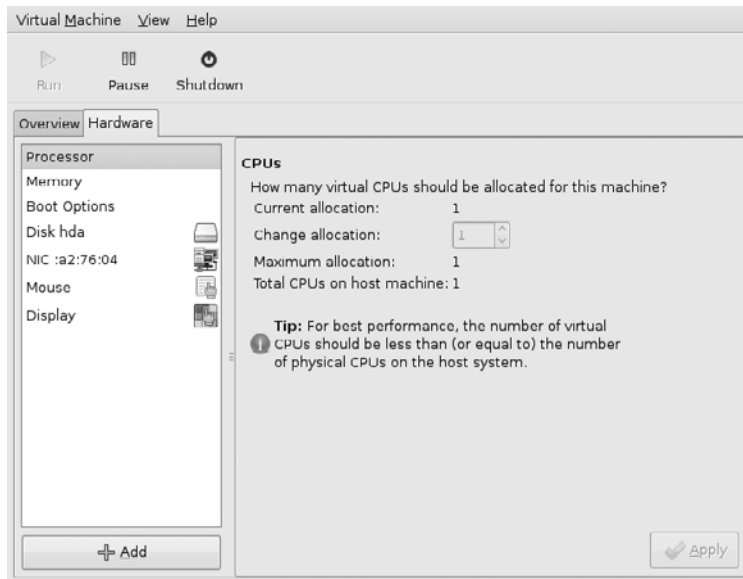 Virtual Machine View Help
Run Pause Shutdown
Overview Hardware
Processor
Memory
Boot Options
Disk hda
NIC :a2:76:04
Mouse
Display
Add
CPUs
How many virtual CPUs should be allocated for this machine?
Current allocation: 1
Change allocation: 1
Maximum allocation: 1
Total CPUs on host machine: 1
Tip: For best performance, the number of virtual
CPUs should be less than (or equal to) the number
of physical CPUs on the host system.
Apply